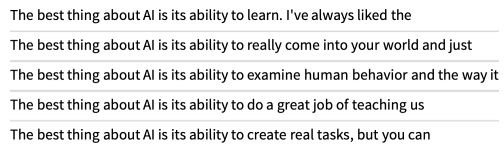 The best thing about AI is its ability to learn. I've always liked the
The best thing about AI is its ability to really come into your world and just
The best thing about AI is its ability to examine human behavior and the way it
The best thing about AI is its ability to do a great job of teaching us
The best thing about AI is its ability to create real tasks, but you can